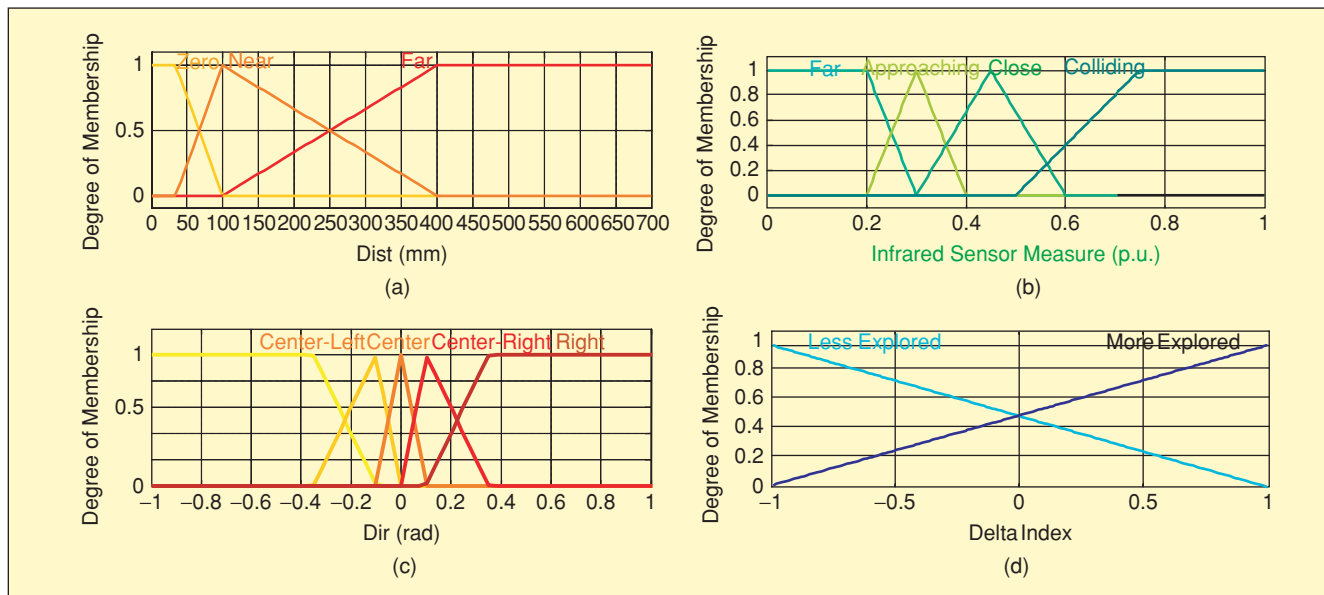 Degree of Membership
Zero Near Far
1
0.5
0
0 50 100 150 200 250 300 350 400 450 500 550 600 650 700
Dist (mm)
(a)
Degree of Membership
Far Approaching Close Colliding
1
0.8
0.6
0.4
0.2
0
0 0.2 0.4 0.6 0.8 1
Infrared Sensor Measure (p.u.)
(b)
Degree of Membership
Center-Left Center Center-Right Right
1
0.5
0
−1 −0.8 −0.6 −0.4 −0.2 0 0.2 0.4 0.6 0.8 1
Dir (rad)
(c)
Degree of Membership
Less Explored More Explored
1
0.8
0.6
0.4
0.2
0
−1 −0.5 0 0.5 1
Delta Index
(d)